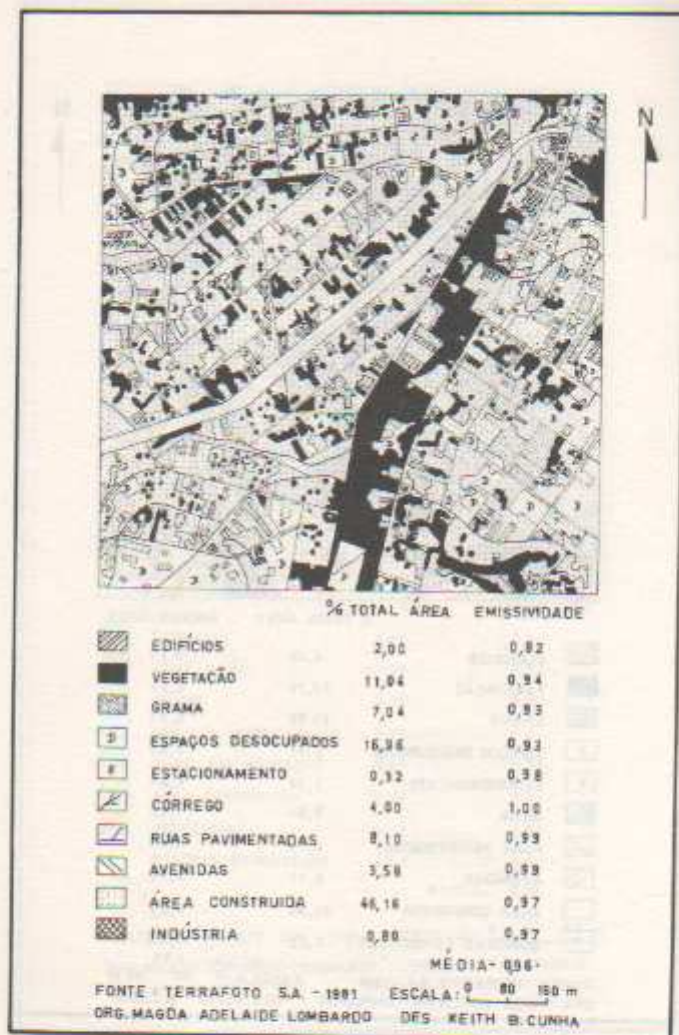 N
% TOTAL ÁREA EMISSIVIDADE
EDIFÍCIOS 2,00 0,82
VEGETAÇÃO 11,04 0,94
GRAMA 7,04 0,93
D ESPAÇOS DESOCUPADOS 16,96 0,93
E ESTACIONAMENTO 0,32 0,98
CÓRREGO 4,00 1,00
RUAS PAVIMENTADAS 8,10 0,99
AVENIDAS 3,58 0,99
ÁREA CONSTRUIDA 46,16 0,97
INDÚSTRIA 0,80 0,97
MÉDIA - 0,96
FONTE: TERRAFOTO S.A. - 1981 ESCALA: 0 80 160 m
ORG. MAGDA ADELAIDE LOMBARDO DES KEITH B. CUNHA